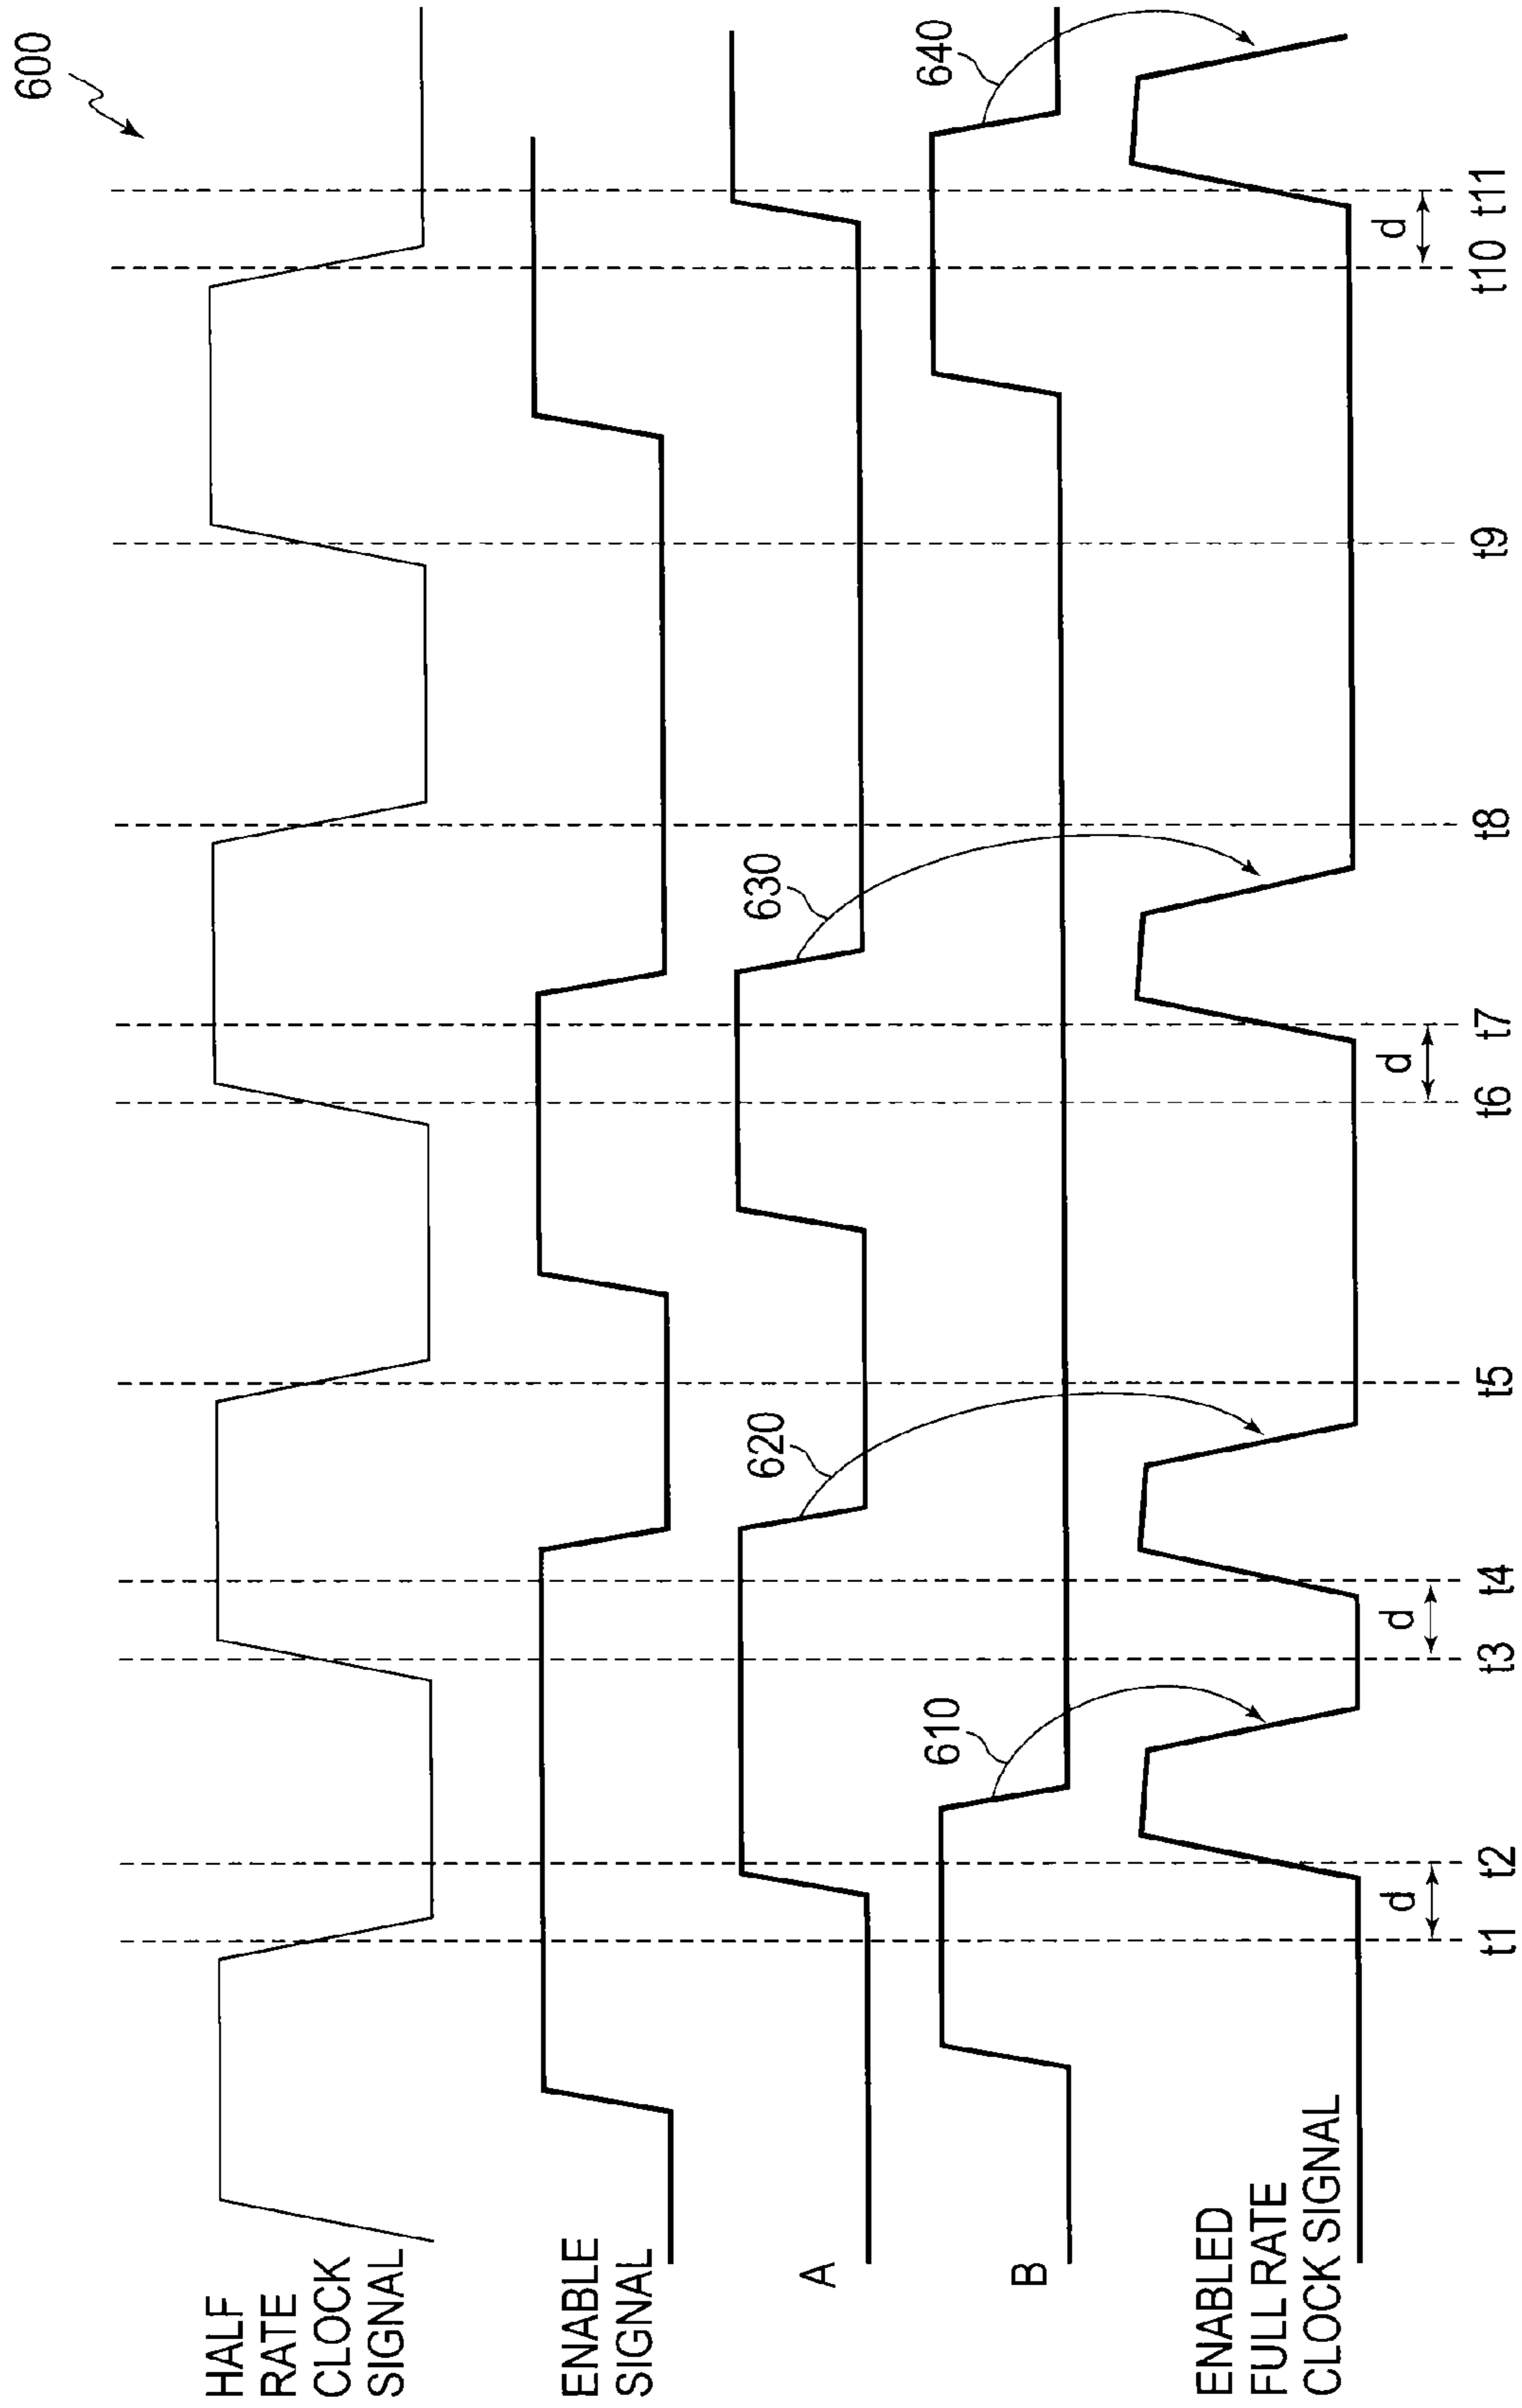 600
HALF
RATE
CLOCK
SIGNAL
ENABLE
SIGNAL
A
620
630
B
610
640
ENABLED
FULL RATE
CLOCK SIGNAL
d
d
d
d
t1
t2
t3
t4
t5
t6
t7
t8
t9
t10
t11